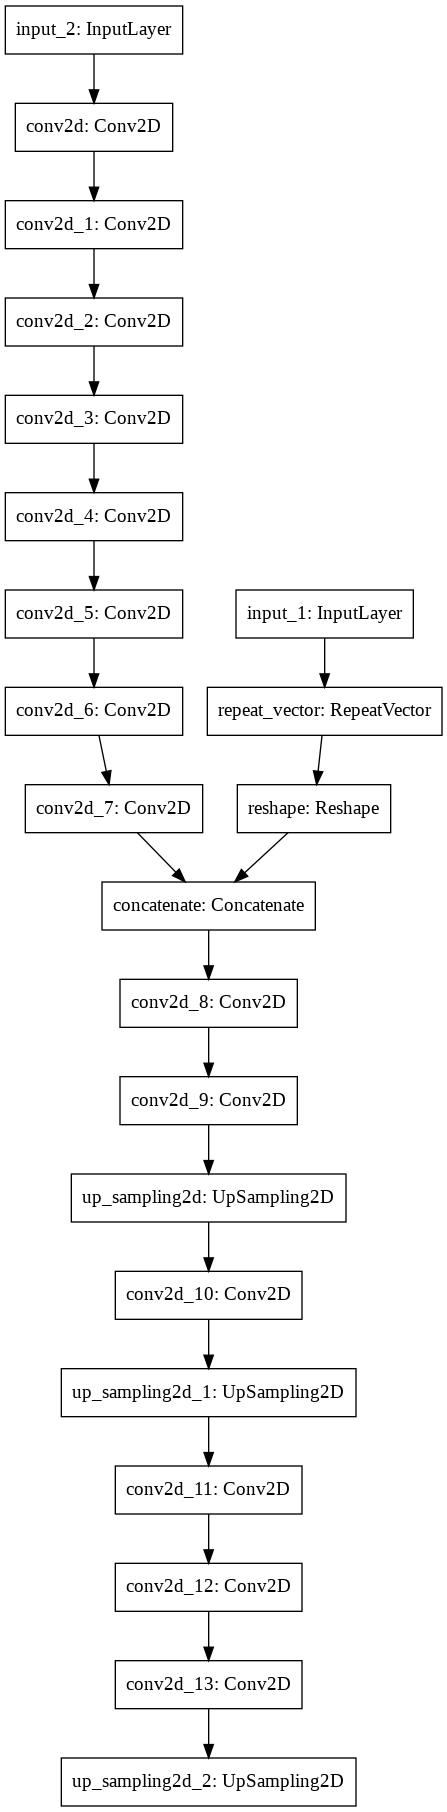 input_2: InputLayer
conv2d: Conv2D
conv2d_1: Conv2D
conv2d_2: Conv2D
conv2d_3: Conv2D
conv2d_4: Conv2D
conv2d_5: Conv2D
input_1: InputLayer
conv2d_6: Conv2D
repeat_vector: RepeatVector
conv2d_7: Conv2D
reshape: Reshape
concatenate: Concatenate
conv2d_8: Conv2D
conv2d_9: Conv2D
up_sampling2d: UpSampling2D
conv2d_10: Conv2D
up_sampling2d_1: UpSampling2D
conv2d_11: Conv2D
conv2d_12: Conv2D
conv2d_13: Conv2D
up_sampling2d_2: UpSampling2D